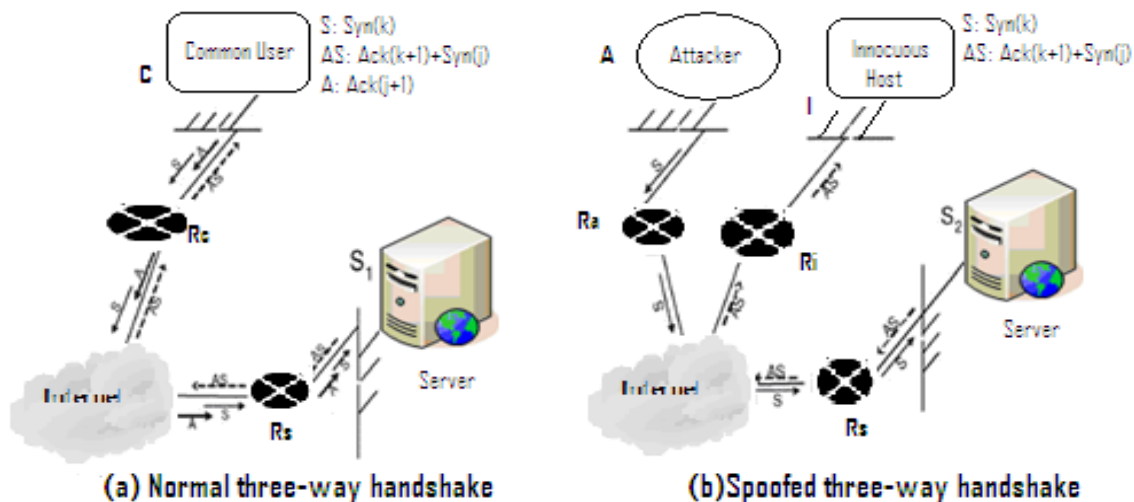 S: Syn(k)
Common User
AS: Ack(k+1)+Syn(j)
C
A: Ack(j+1)
S
A
AS
Rc
A
S
AS
S1
AS
S
A
Server
AS
S
A
Rs
(a) Normal three-way handshake
A
Attacker
Innocuous
Host
S: Syn(k)
AS: Ack(k+1)+Syn(j)
I
S
AS
Ra
Ri
S
AS
S2
AS
S
Server
AS
S
Rs
(b)Spoofed three-way handshake